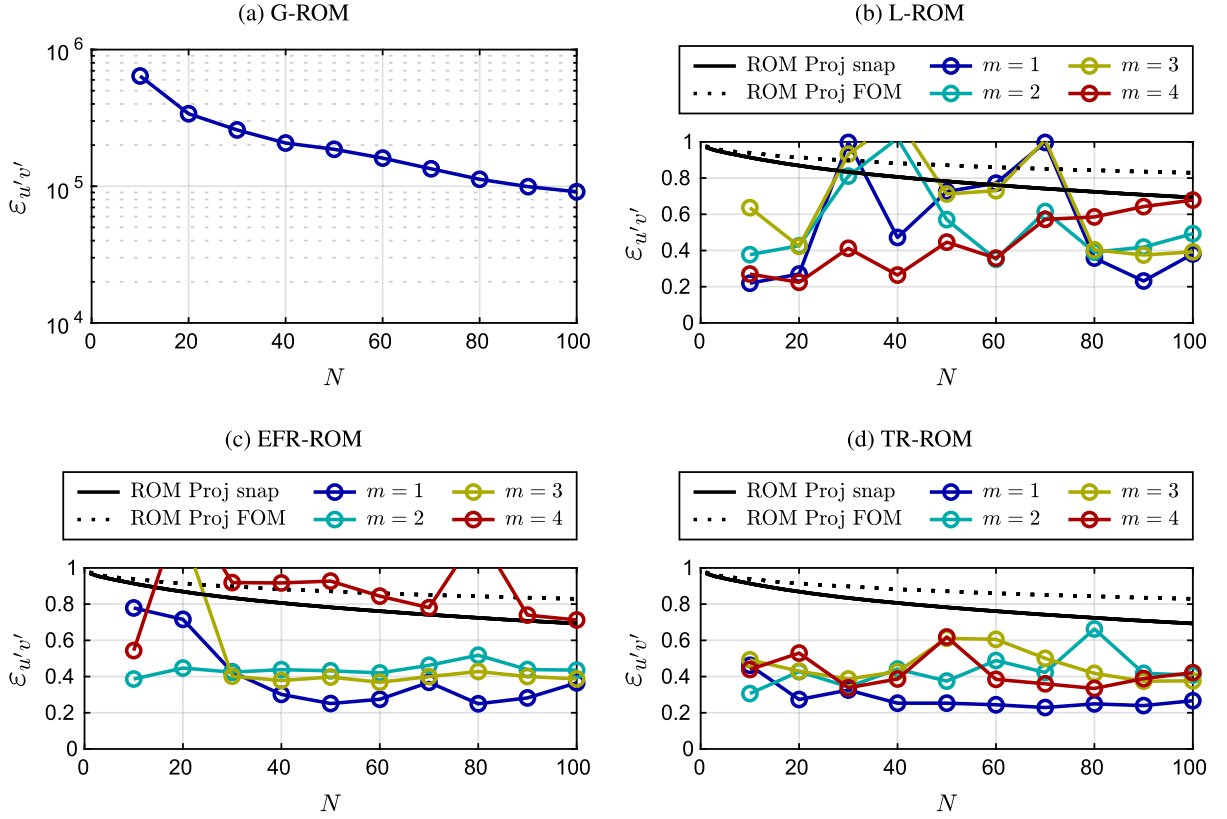 (a) G-ROM
10^6
10^5
10^4
ε_{u'v'}
0 20 40 60 80 100
N
(b) L-ROM
ROM Proj snap m = 1 m = 3
ROM Proj FOM m = 2 m = 4
1
0.8
0.6
0.4
0.2
0
ε_{u'v'}
0 20 40 60 80 100
N
(c) EFR-ROM
ROM Proj snap m = 1 m = 3
ROM Proj FOM m = 2 m = 4
1
0.8
0.6
0.4
0.2
0
ε_{u'v'}
0 20 40 60 80 100
N
(d) TR-ROM
ROM Proj snap m = 1 m = 3
ROM Proj FOM m = 2 m = 4
1
0.8
0.6
0.4
0.2
0
ε_{u'v'}
0 20 40 60 80 100
N